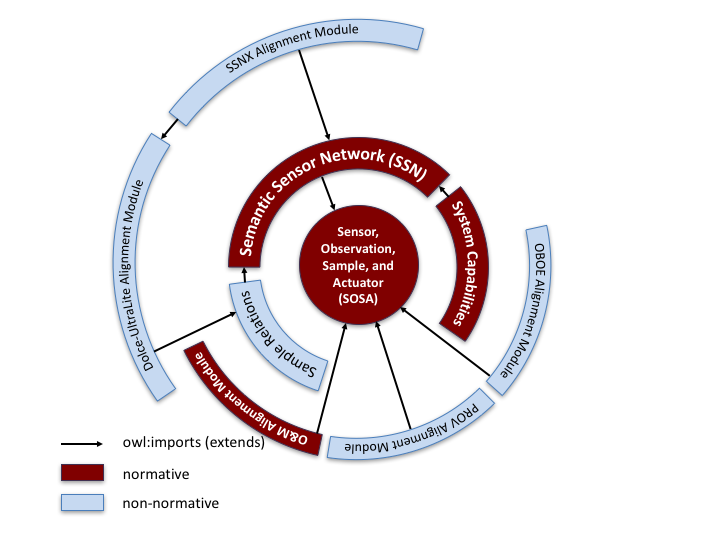 SSNX Alignment Module
Semantic Sensor Network (SSN)
System Capabilities
Dolce-UltraLite Alignment Module
Sensor,
Observation,
Sample, and
Actuator
(SOSA)
OBOE Alignment Module
Sample Relations
O&M Alignment Module
PROV Alignment Module
owl:imports (extends)
normative
non-normative